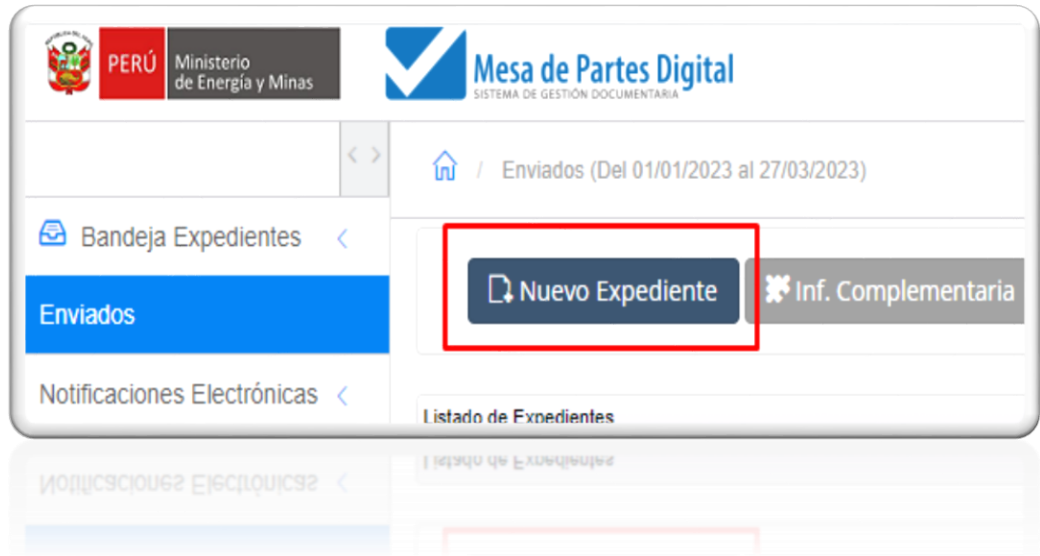 PERÚ
Ministerio
de Energía y Minas
Mesa de Partes Digital
SISTEMA DE GESTIÓN DOCUMENTARIA
/ Enviados (Del 01/01/2023 al 27/03/2023)
Bandeja Expedientes
Nuevo Expediente
Inf. Complementaria
Enviados
Notificaciones Electrónicas
Listado de Expedientes